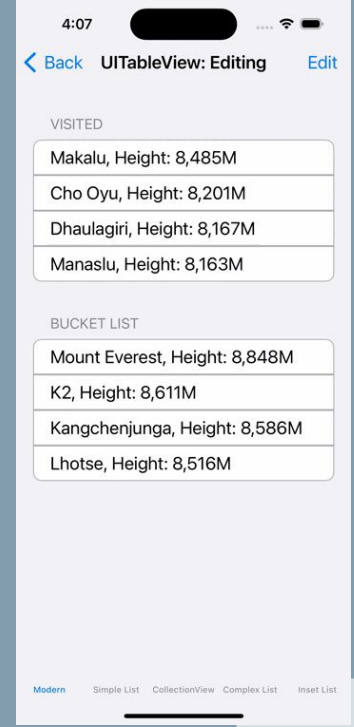 4:07
Back UITableView: Editing Edit
VISITED
Makalu, Height: 8,485M
Cho Oyu, Height: 8,201M
Dhaulagiri, Height: 8,167M
Manaslu, Height: 8,163M
BUCKET LIST
Mount Everest, Height: 8,848M
K2, Height: 8,611M
Kangchenjunga, Height: 8,586M
Lhotse, Height: 8,516M
Modern Simple List CollectionView Complex List Inset List